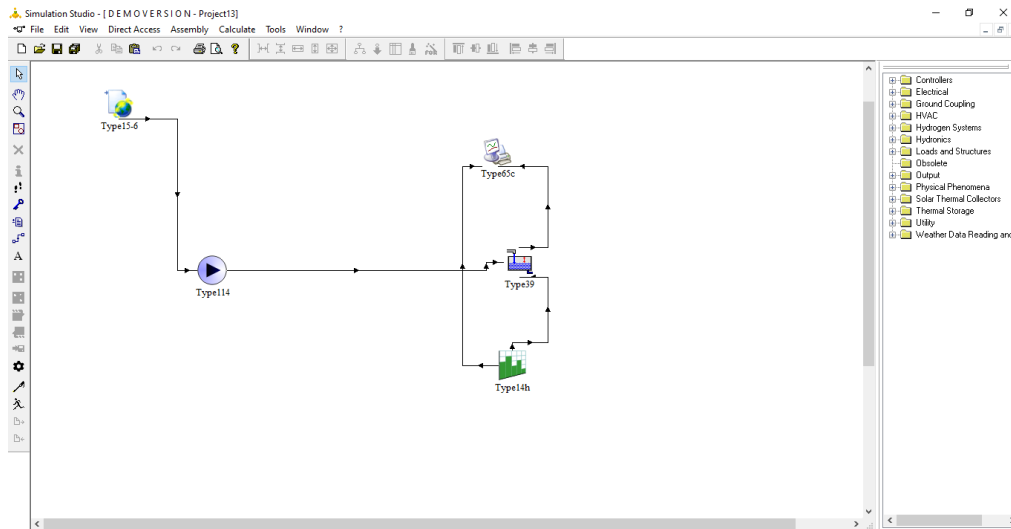 Simulation Studio - [ D E M O V E R S I O N - Project13]
File Edit View Direct Access Assembly Calculate Tools Window ?
A
Type15-6
Type65c
Type114
Type39
Type14h
Controllers
Electrical
Ground Coupling
HVAC
Hydrogen Systems
Hydronics
Loads and Structures
Obsolete
Output
Physical Phenomena
Solar Thermal Collectors
Thermal Storage
Utility
Weather Data Reading and